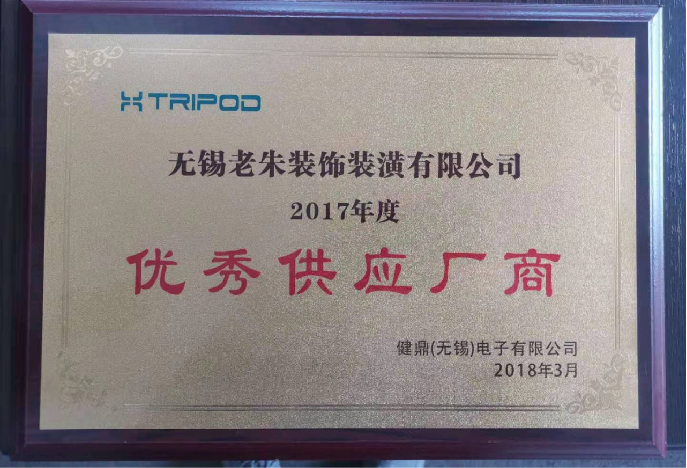 TRIPOD
无锡老朱装饰装潢有限公司
2017年度
优秀供应厂商
健鼎(无锡)电子有限公司
2018年3月